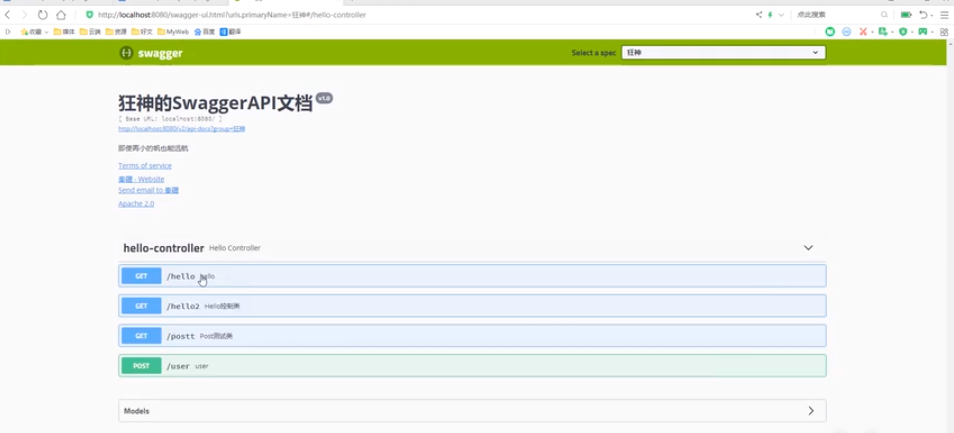 http://localhost:8080/swagger-ui.html?urls.primaryName=狂神#/hello-controller
点此搜索
收藏 媒体 云端 资源 好文 MyWeb 百度 翻译
swagger
Select a spec 狂神
狂神的SwaggerAPI文档 v1.0
[ Base URL: localhost:8080/ ]
http://localhost:8080/v2/api-docs?group=狂神
即使再小的帆也能远航
Terms of service
秦疆 - Website
Send email to 秦疆
Apache 2.0
hello-controller Hello Controller
GET /hello hello
GET /hello2 Hello控制类
GET /postt Post测试类
POST /user user
Models